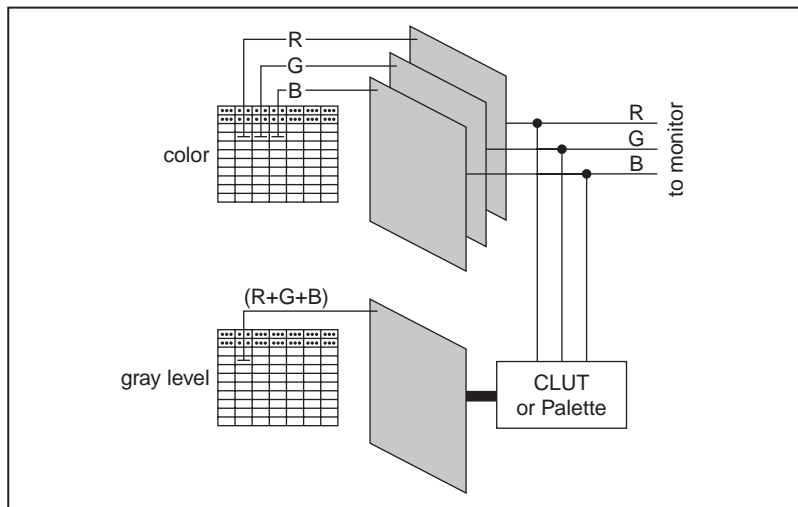 R
G
B
color
R
G
B
to monitor
(R+G+B)
gray level
CLUT
or Palette